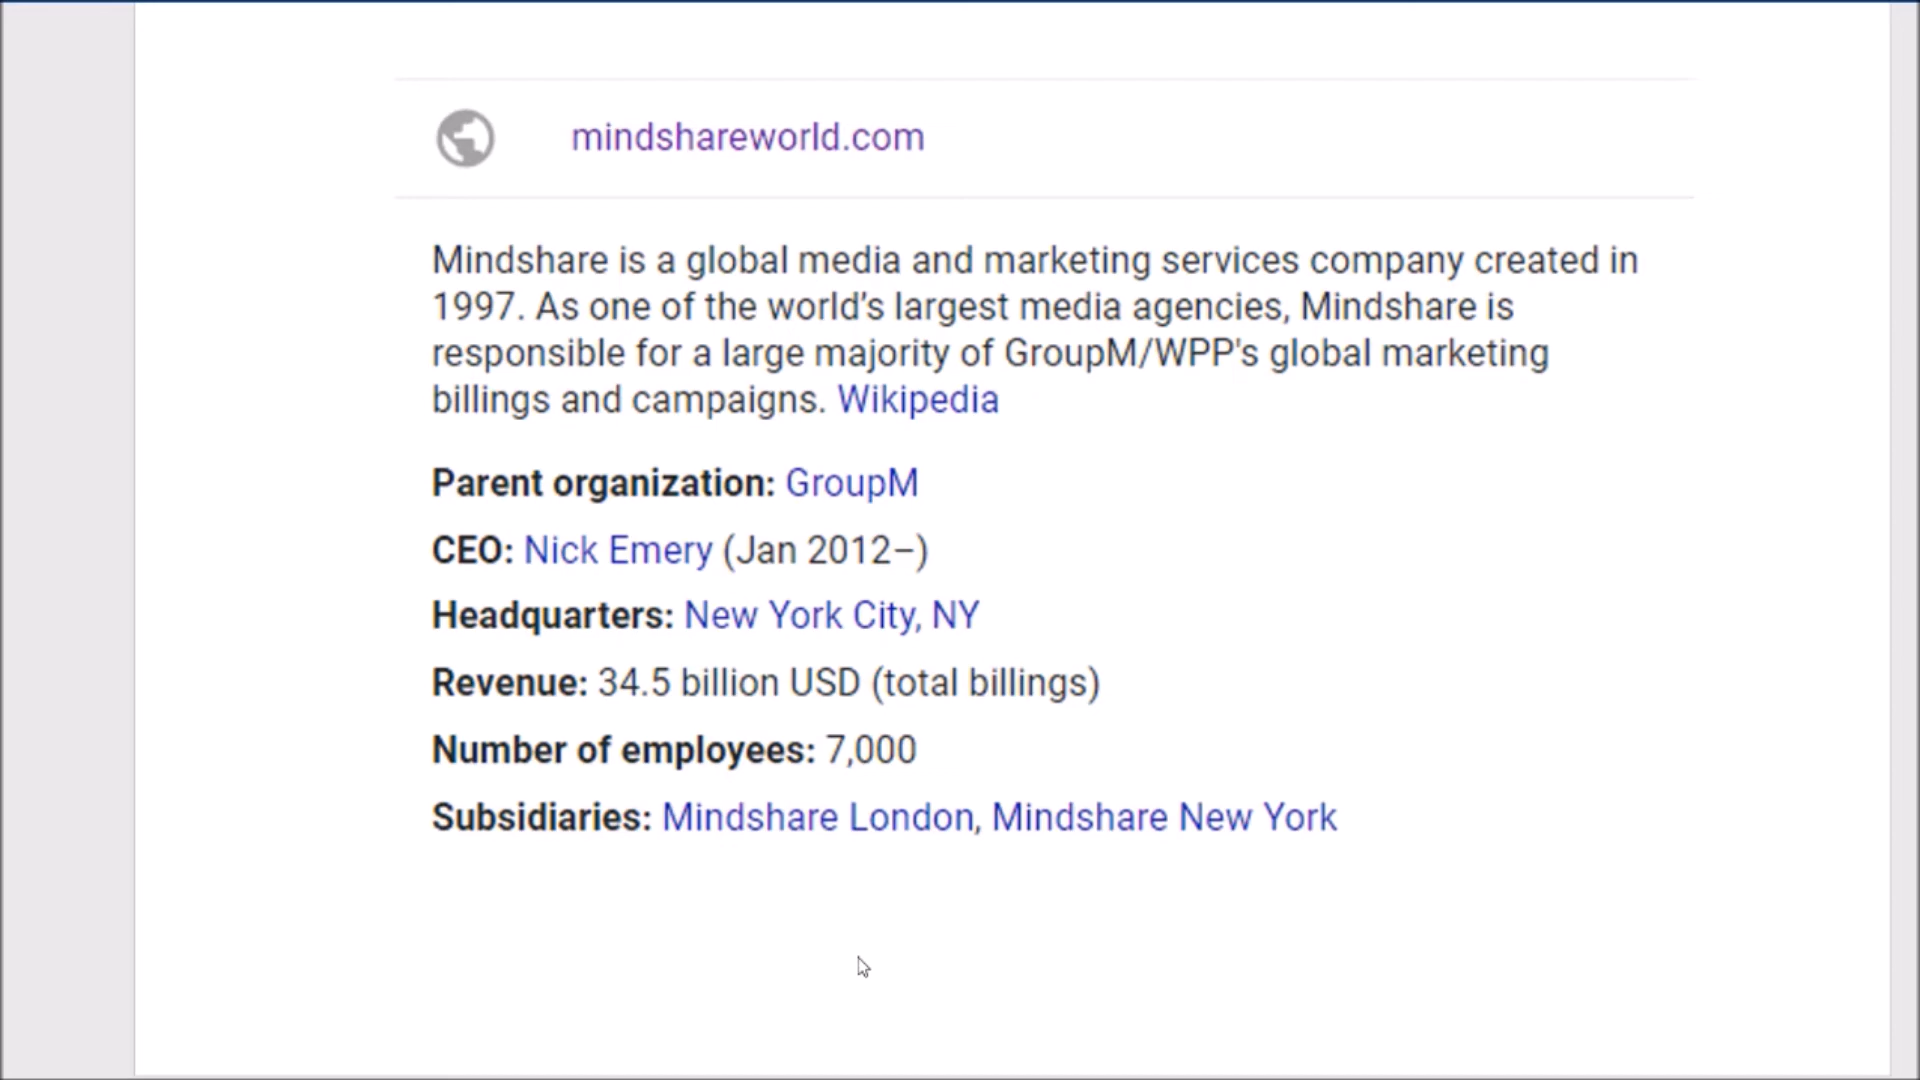 mindshareworld.com
Mindshare is a global media and marketing services company created in
1997. As one of the world's largest media agencies, Mindshare is
responsible for a large majority of GroupM/WPP's global marketing
billings and campaigns. Wikipedia
Parent organization: GroupM
CEO: Nick Emery (Jan 2012–)
Headquarters: New York City, NY
Revenue: 34.5 billion USD (total billings)
Number of employees: 7,000
Subsidiaries: Mindshare London, Mindshare New York